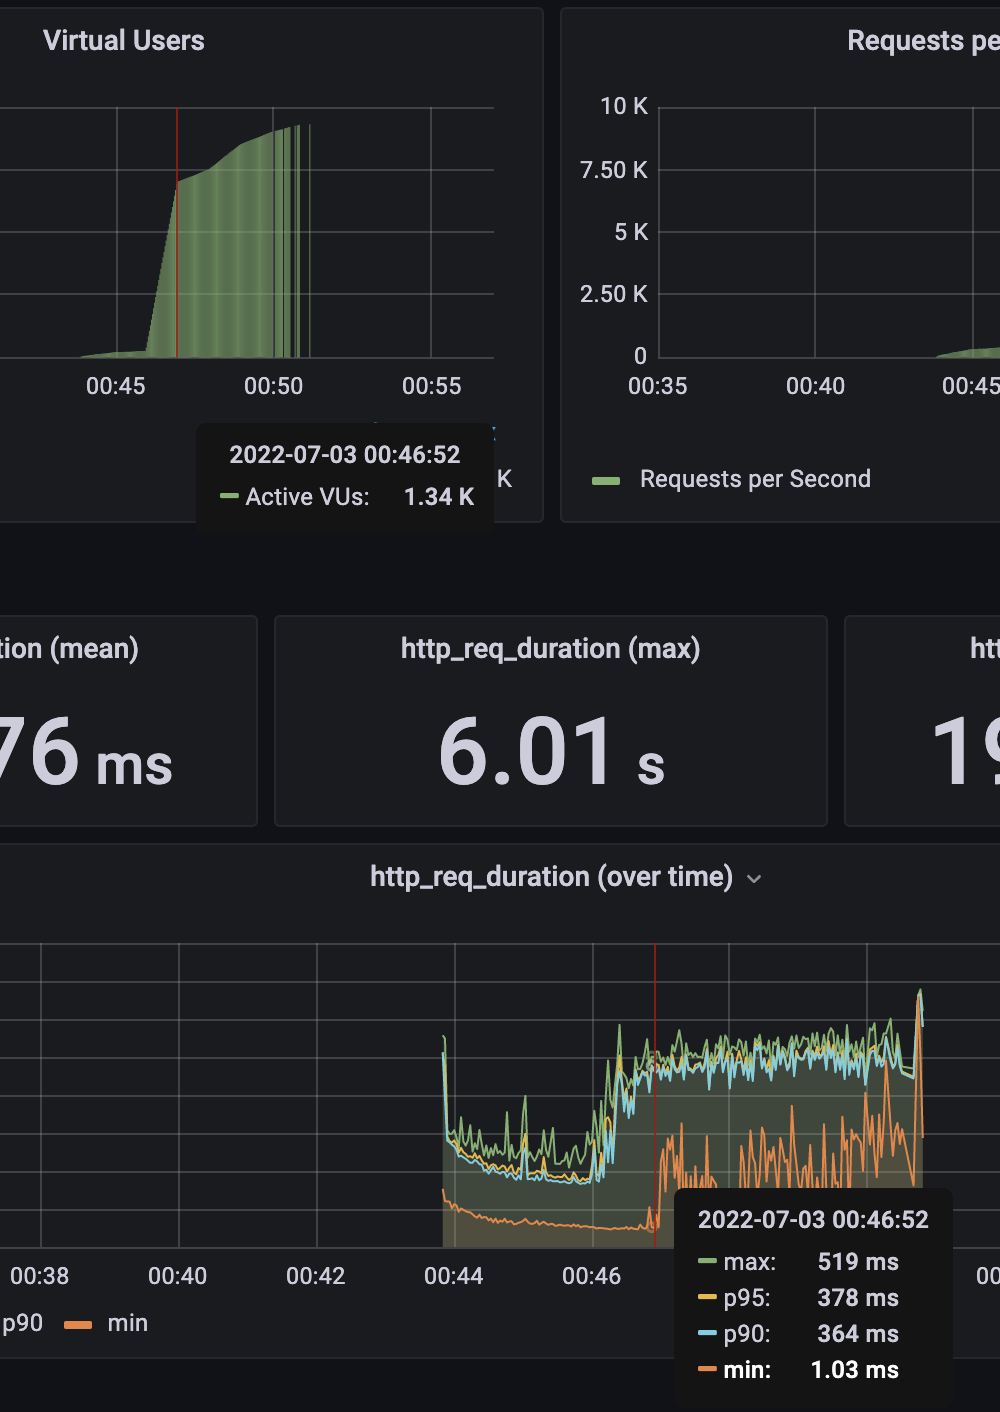 Virtual Users
00:45 00:50 00:55
2022-07-03 00:46:52
Active VUs: 1.34 K
K
Requests pe
10 K
7.50 K
5 K
2.50 K
0
00:35 00:40 00:45
Requests per Second
tion (mean)
76 ms
http_req_duration (max)
6.01 s
htt
19
http_req_duration (over time)
00:38 00:40 00:42 00:44 00:46 00
p90 min
2022-07-03 00:46:52
max: 519 ms
p95: 378 ms
p90: 364 ms
min: 1.03 ms